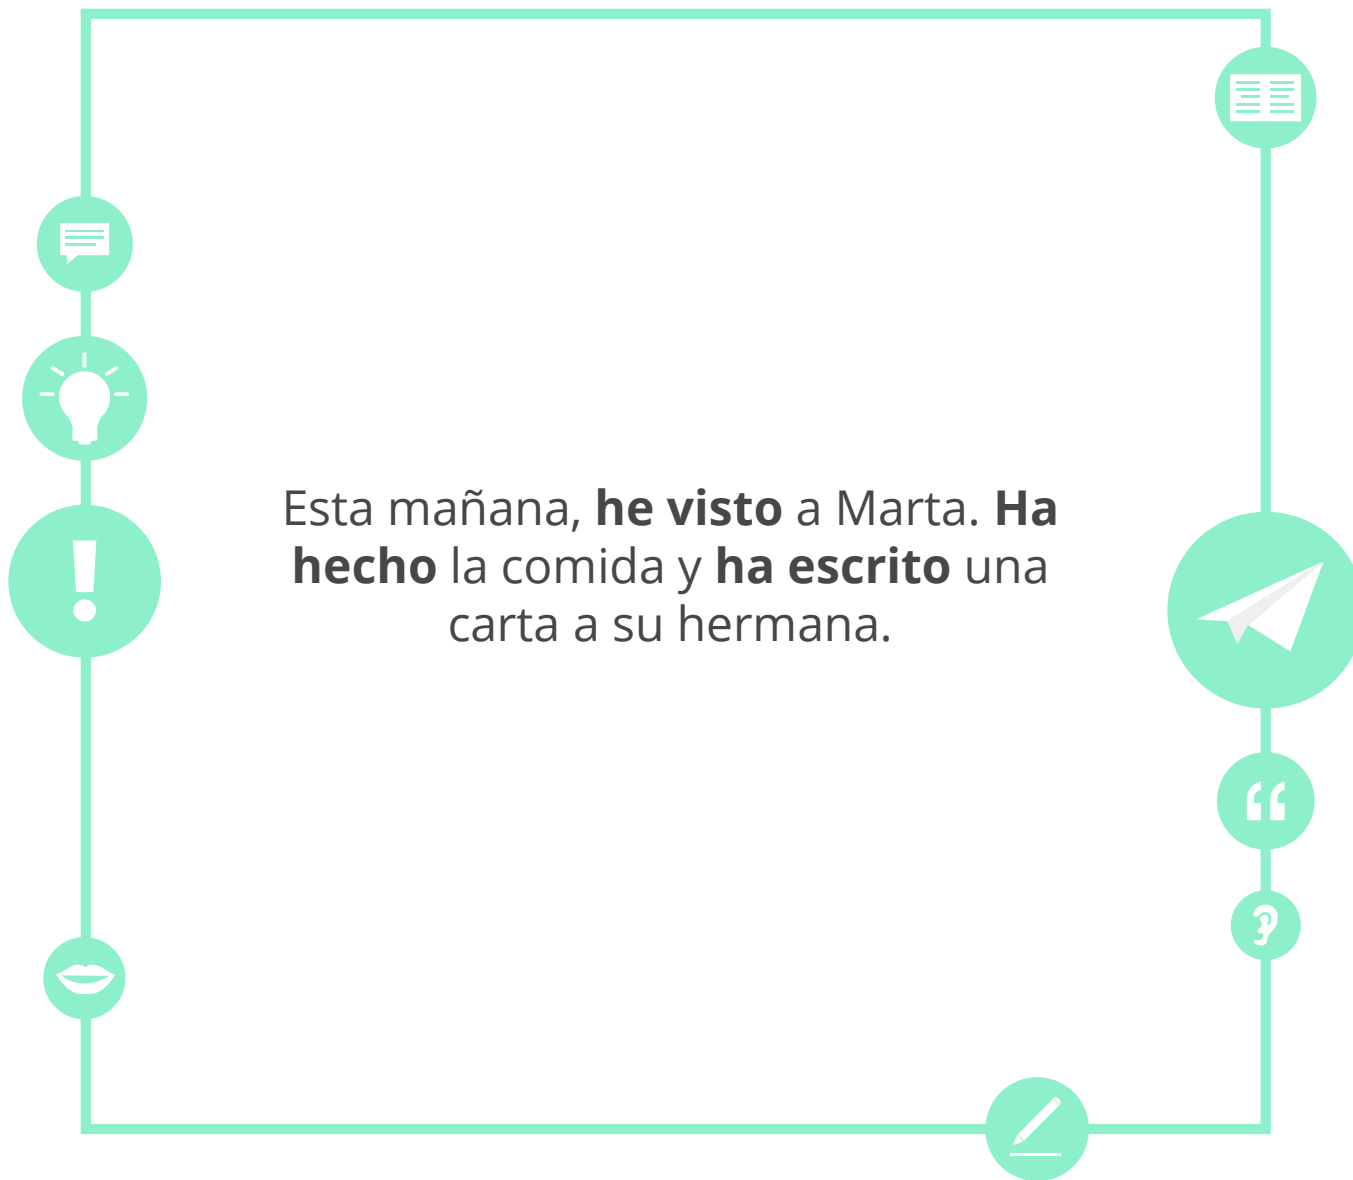 Esta mañana, he visto a Marta. Ha
hecho la comida y ha escrito una
carta a su hermana.